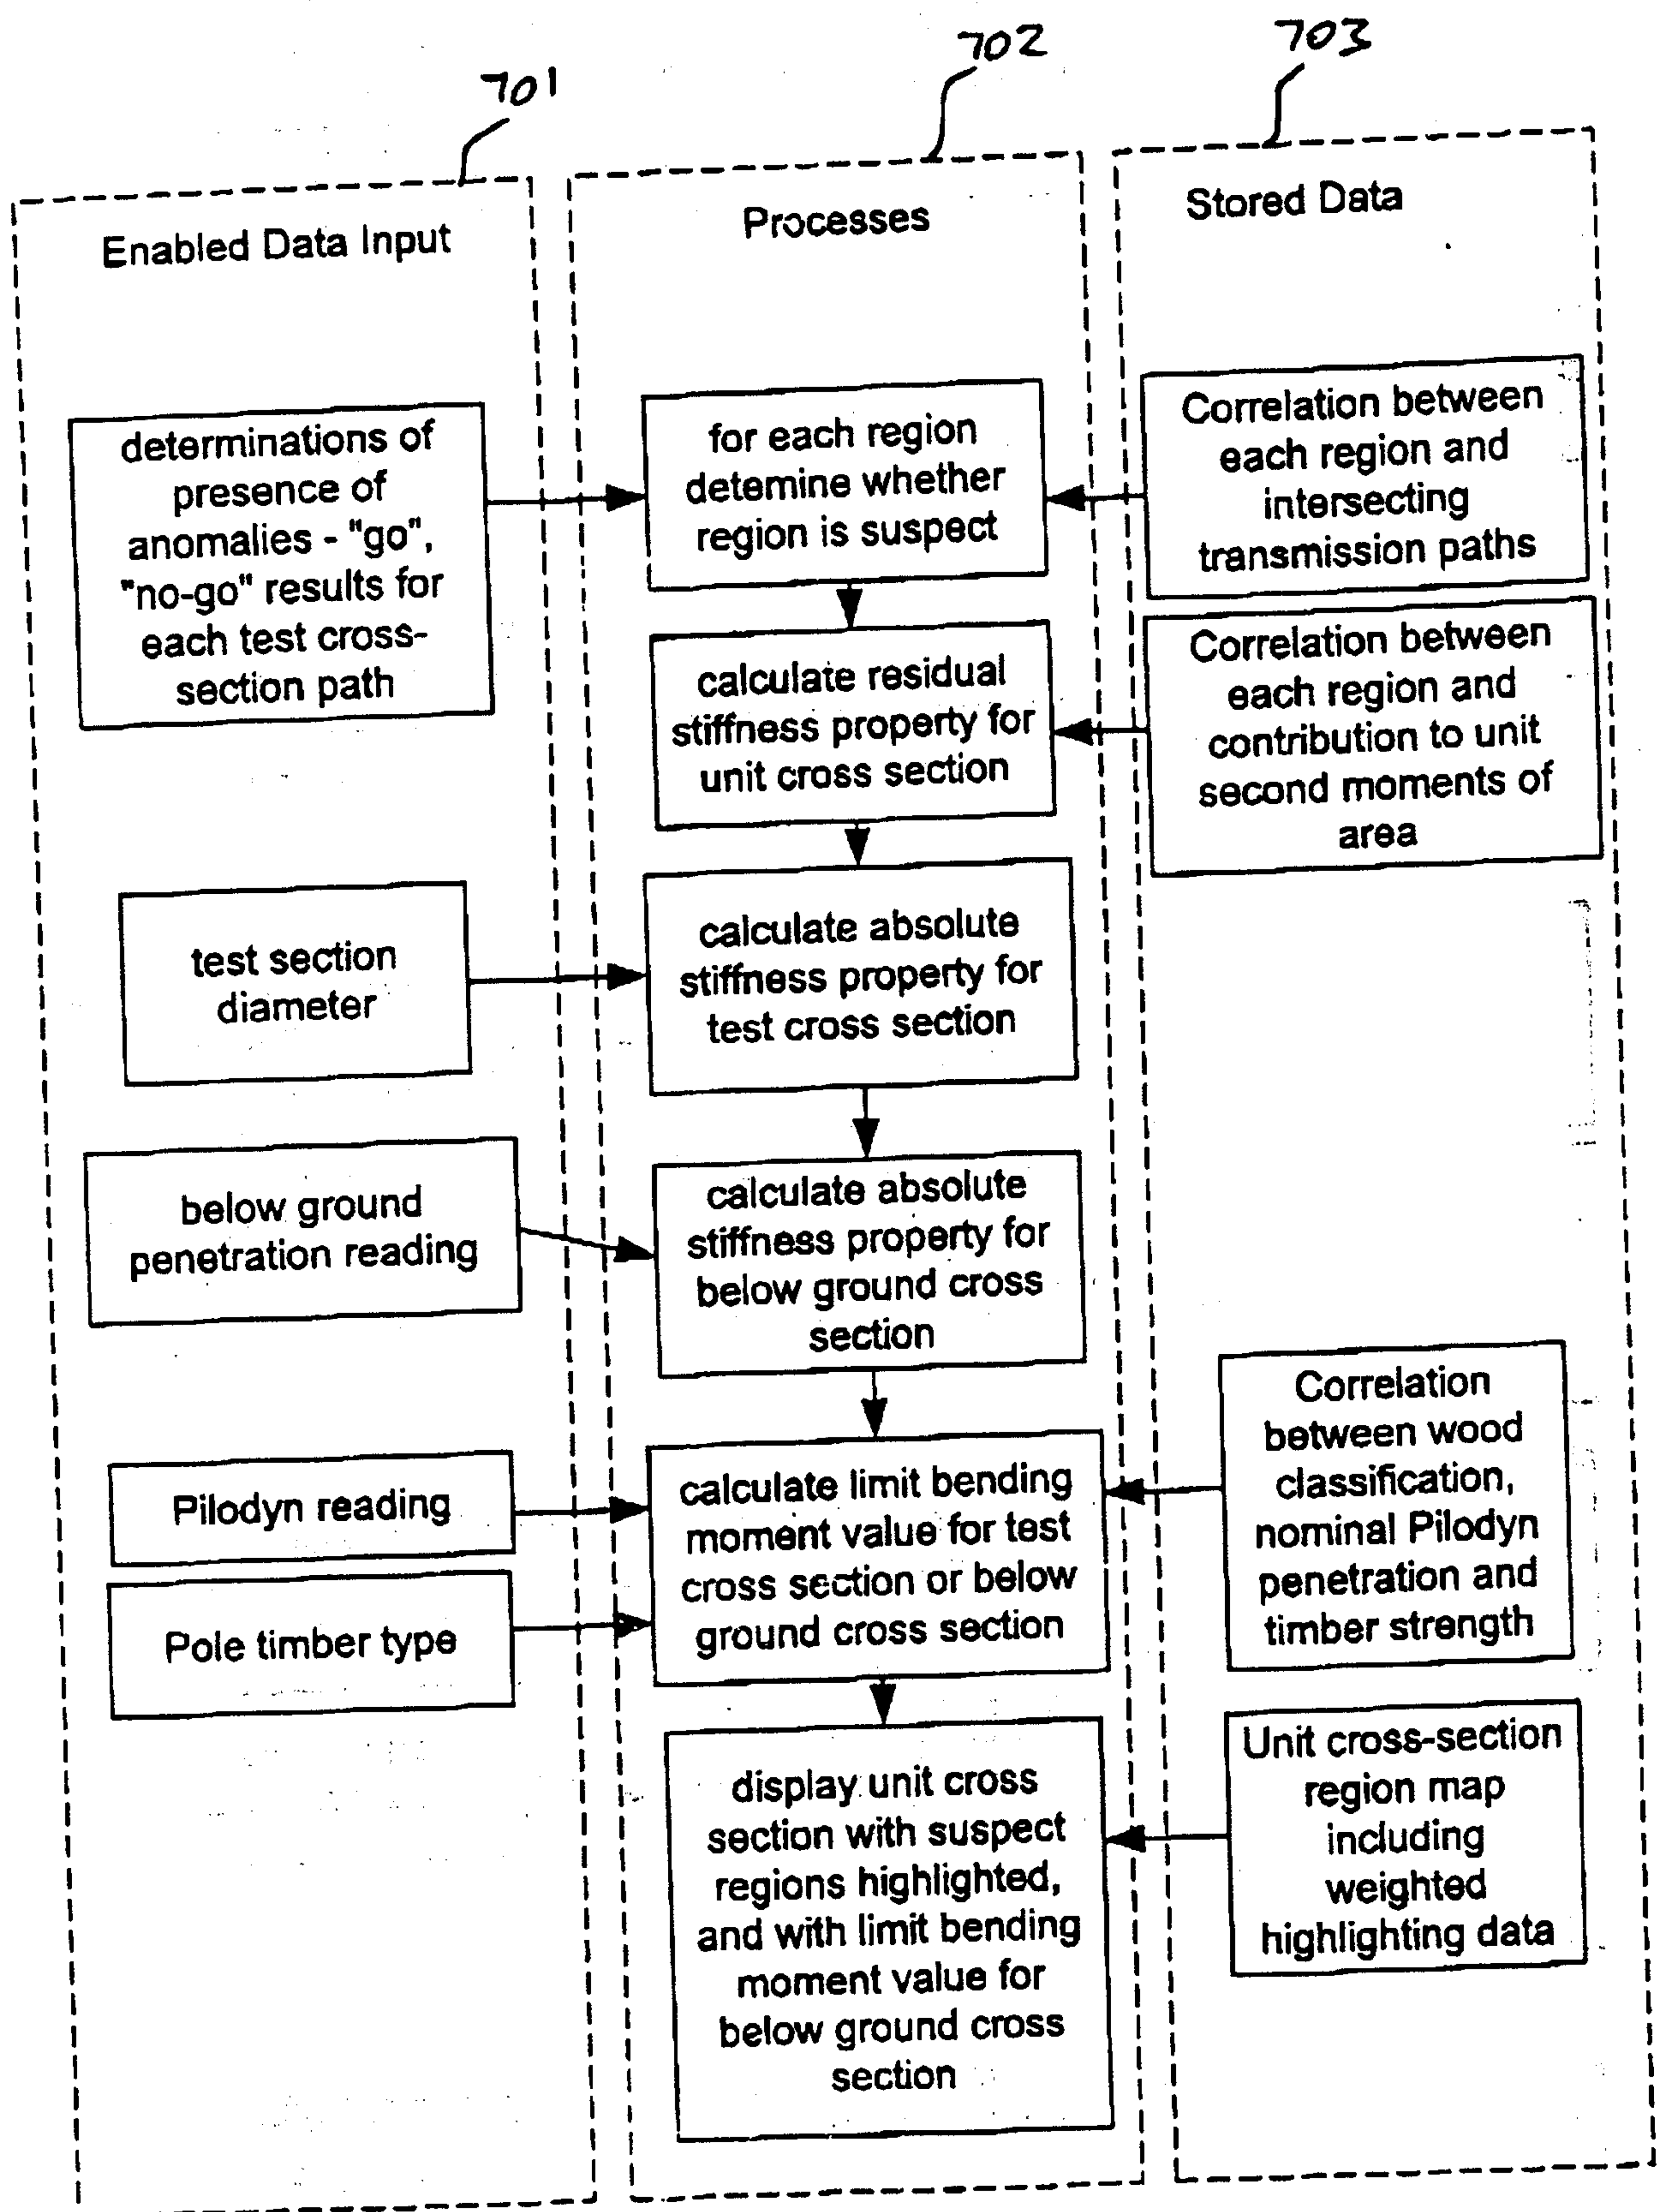 701
702
703
Enabled Data Input
Processes
Stored Data
determinations of
presence of
anomalies - "go",
"no-go" results for
each test cross-
section path
for each region
detemine whether
region is suspect
Correlation between
each region and
intersecting
transmission paths
calculate residual
stiffness property for
unit cross section
Correlation between
each region and
contribution to unit
second moments of
area
test section
diameter
calculate absolute
stiffness property for
test cross section
below ground
penetration reading
calculate absolute
stiffness property for
below ground cross
section
Pilodyn reading
Pole timber type
calculate limit bending
moment value for test
cross section or below
ground cross section
Correlation
between wood
classification,
nominal Pilodyn
penetration and
timber strength
display unit cross
section with suspect
regions highlighted,
and with limit bending
moment value for
below ground cross
section
Unit cross-section
region map
including
weighted
highlighting data